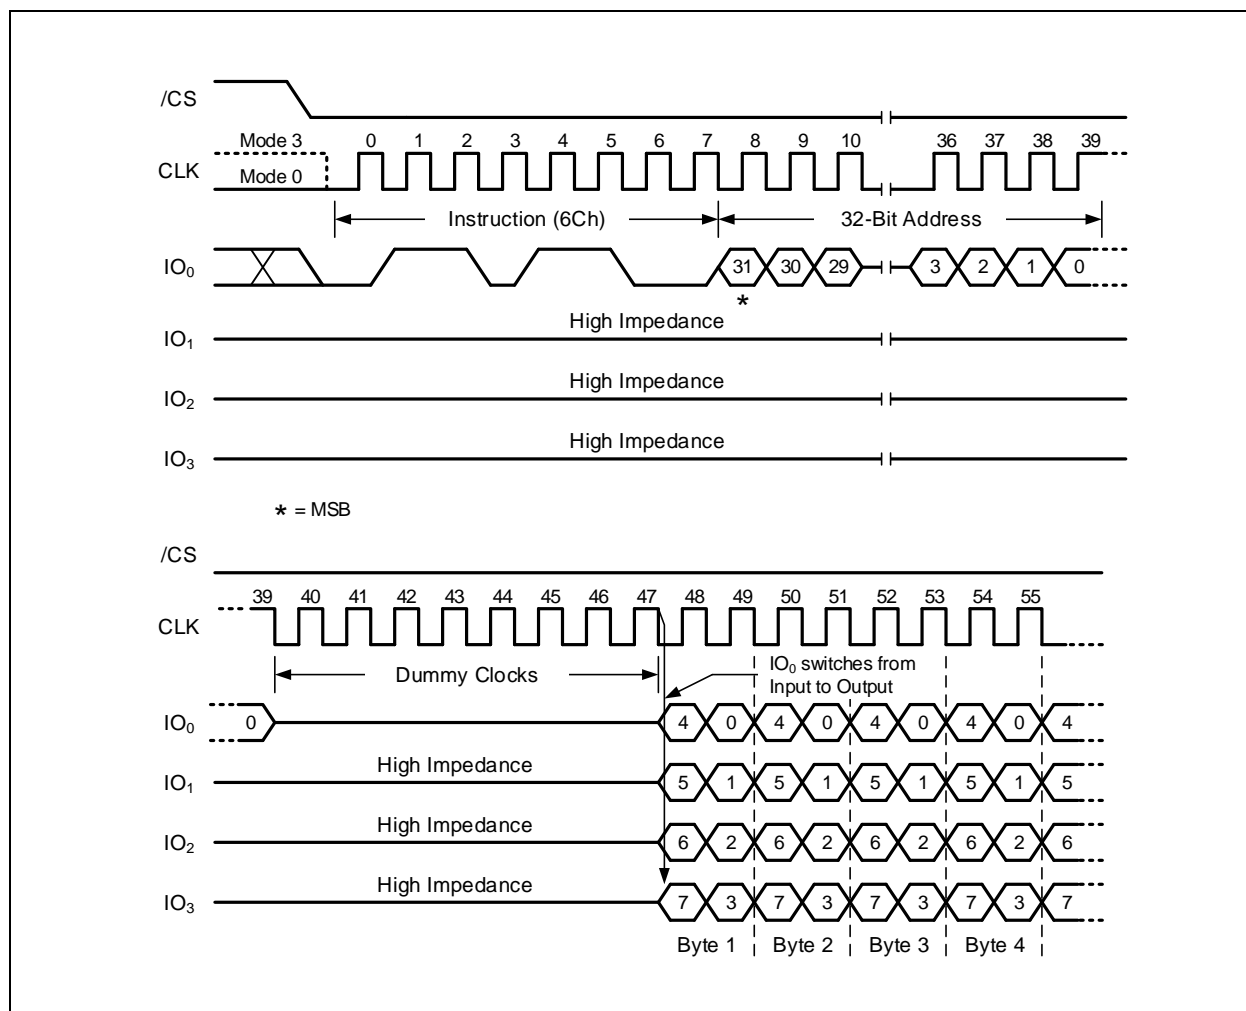 /CS
Mode 3 0 1 2 3 4 5 6 7 8 9 10 36 37 38 39
CLK
Mode 0
Instruction (6Ch) 32-Bit Address
IO0 31 30 29 3 2 1 0
*
High Impedance
IO1
High Impedance
IO2
High Impedance
IO3
* = MSB
/CS
39 40 41 42 43 44 45 46 47 48 49 50 51 52 53 54 55
CLK
Dummy Clocks
IO0 switches from
Input to Output
IO0 0 4 0 4 0 4 0 4 0 4
High Impedance
IO1 5 1 5 1 5 1 5 1 5
High Impedance
IO2 6 2 6 2 6 2 6 2 6
High Impedance
IO3 7 3 7 3 7 3 7 3 7
Byte 1 Byte 2 Byte 3 Byte 4